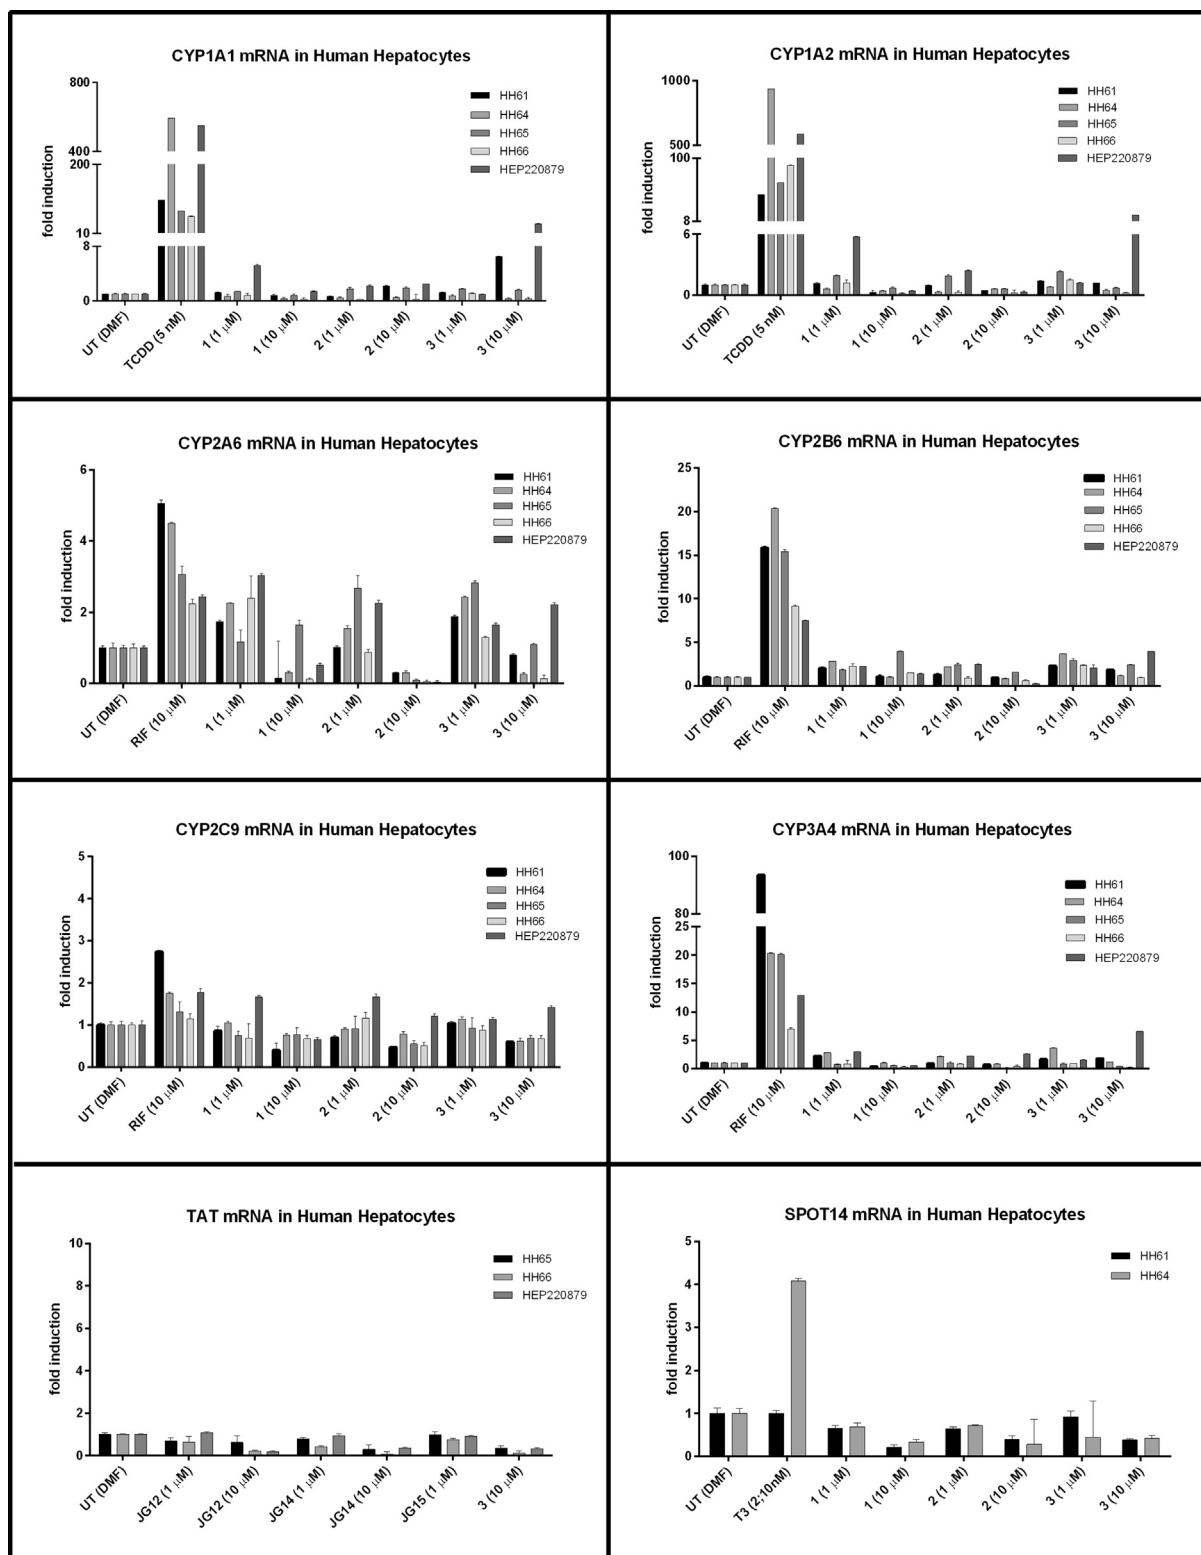 CYP1A1 mRNA in Human Hepatocytes
fold induction
800
400
200
10
8
0
HH61
HH64
HH65
HH66
HEP220879
UT (DMF)
TCDD (5 nM)
1 (1 μM)
1 (10 μM)
2 (1 μM)
2 (10 μM)
3 (1 μM)
3 (10 μM)
CYP1A2 mRNA in Human Hepatocytes
fold induction
1000
500
100
8
6
0
HH61
HH64
HH65
HH66
HEP220879
UT (DMF)
TCDD (5 nM)
1 (1 μM)
1 (10 μM)
2 (1 μM)
2 (10 μM)
3 (1 μM)
3 (10 μM)
CYP2A6 mRNA in Human Hepatocytes
fold induction
6
4
2
0
HH61
HH64
HH65
HH66
HEP220879
UT (DMF)
RIF (10 μM)
1 (1 μM)
1 (10 μM)
2 (1 μM)
2 (10 μM)
3 (1 μM)
3 (10 μM)
CYP2B6 mRNA in Human Hepatocytes
fold induction
25
20
15
10
5
0
HH61
HH64
HH65
HH66
HEP220879
UT (DMF)
RIF (10 μM)
1 (1 μM)
1 (10 μM)
2 (1 μM)
2 (10 μM)
3 (1 μM)
3 (10 μM)
CYP2C9 mRNA in Human Hepatocytes
fold induction
5
4
3
2
1
0
HH61
HH64
HH65
HH66
HEP220879
UT (DMF)
RIF (10 μM)
1 (1 μM)
1 (10 μM)
2 (1 μM)
2 (10 μM)
3 (1 μM)
3 (10 μM)
CYP3A4 mRNA in Human Hepatocytes
fold induction
100
80
25
20
15
10
5
0
HH61
HH64
HH65
HH66
HEP220879
UT (DMF)
RIF (10 μM)
1 (1 μM)
1 (10 μM)
2 (1 μM)
2 (10 μM)
3 (1 μM)
3 (10 μM)
TAT mRNA in Human Hepatocytes
fold induction
10
8
6
4
2
0
HH65
HH66
HEP220879
UT (DMF)
JG12 (1 μM)
JG12 (10 μM)
JG14 (1 μM)
JG14 (10 μM)
JG15 (1 μM)
3 (10 μM)
SPOT14 mRNA in Human Hepatocytes
fold induction
5
4
3
2
1
0
HH61
HH64
UT (DMF)
T3 (2;10nM)
1 (1 μM)
1 (10 μM)
2 (1 μM)
2 (10 μM)
3 (1 μM)
3 (10 μM)